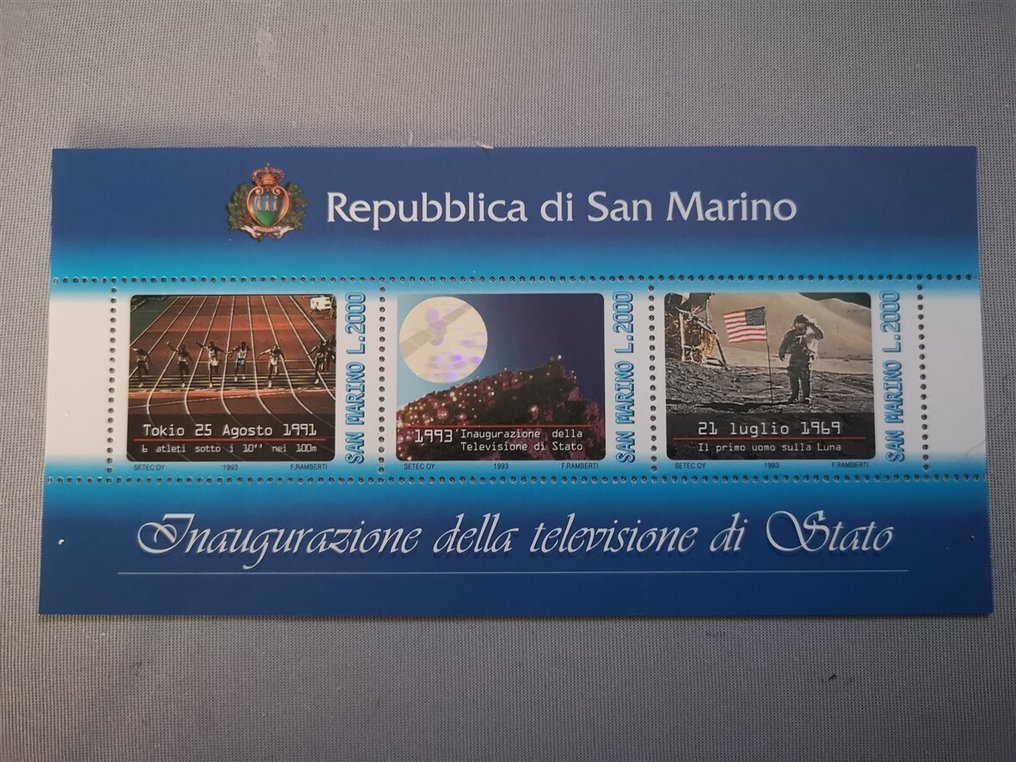 Repubblica di San Marino
Tokio 25 Agosto 1991
6 atleti sotto i 10'' nei 100m
SAN MARINO L.2000
SETEC OY 1993 F.RAMBERTI
1993 Inaugurazione della
Televisione di Stato
SAN MARINO L.2000
SETEC OY 1993 F.RAMBERTI
21 luglio 1969
Il primo uomo sulla Luna
SAN MARINO L.2000
SETEC OY 1993 F.RAMBERTI
Inaugurazione della televisione di Stato